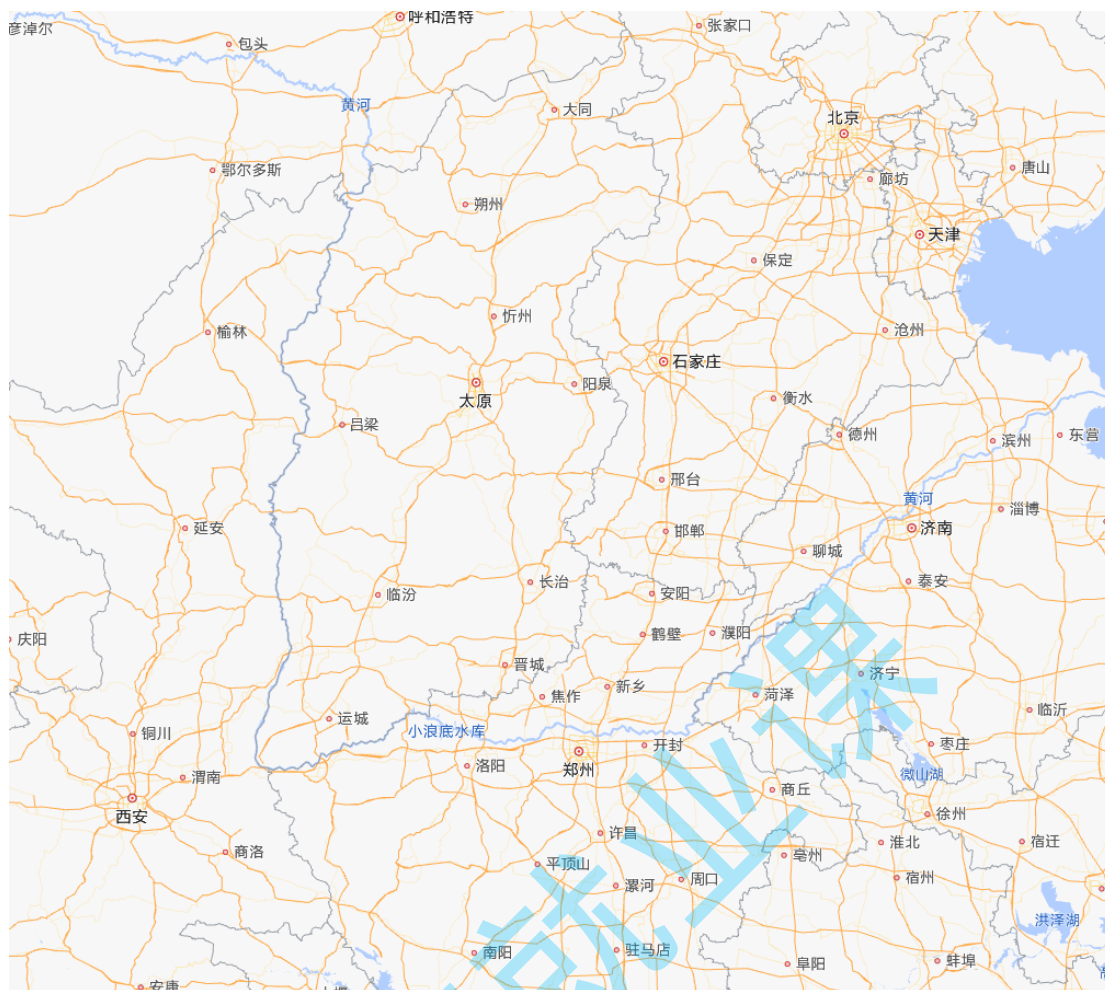 呼和浩特
彦淖尔
张家口
包头
黄河
大同
北京
鄂尔多斯
廊坊
唐山
朔州
天津
保定
忻州
榆林
沧州
石家庄
太原
阳泉
衡水
吕梁
德州
东营
滨州
邢台
黄河
淄博
延安
邯郸
济南
聊城
长治
泰安
临汾
安阳
庆阳
鹤壁
濮阳
晋城
济宁
焦作
新乡
菏泽
运城
临沂
铜川
小浪底水库
开封
枣庄
洛阳
郑州
渭南
微山湖
商丘
西安
徐州
许昌
商洛
淮北
宿迁
亳州
平顶山
漯河
周口
宿州
洪泽湖
南阳
驻马店
阜阳
蚌埠
安康
就业课